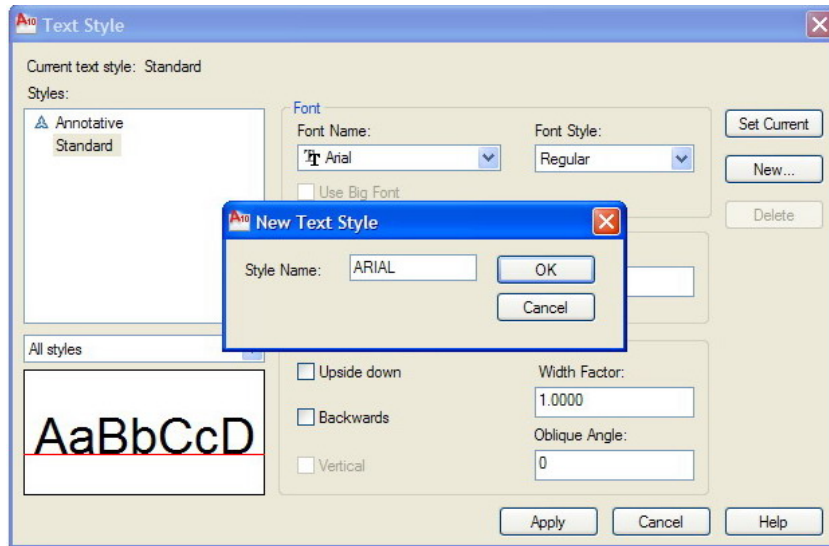 A10 Text Style
Current text style: Standard
Styles:
Annotative
Standard
Font
Font Name:
Arial
Font Style:
Regular
Use Big Font
Set Current
New...
Delete
A10 New Text Style
Style Name:
ARIAL
OK
Cancel
All styles
AaBbCcD
Upside down
Backwards
Vertical
Width Factor:
1.0000
Oblique Angle:
0
Apply
Cancel
Help